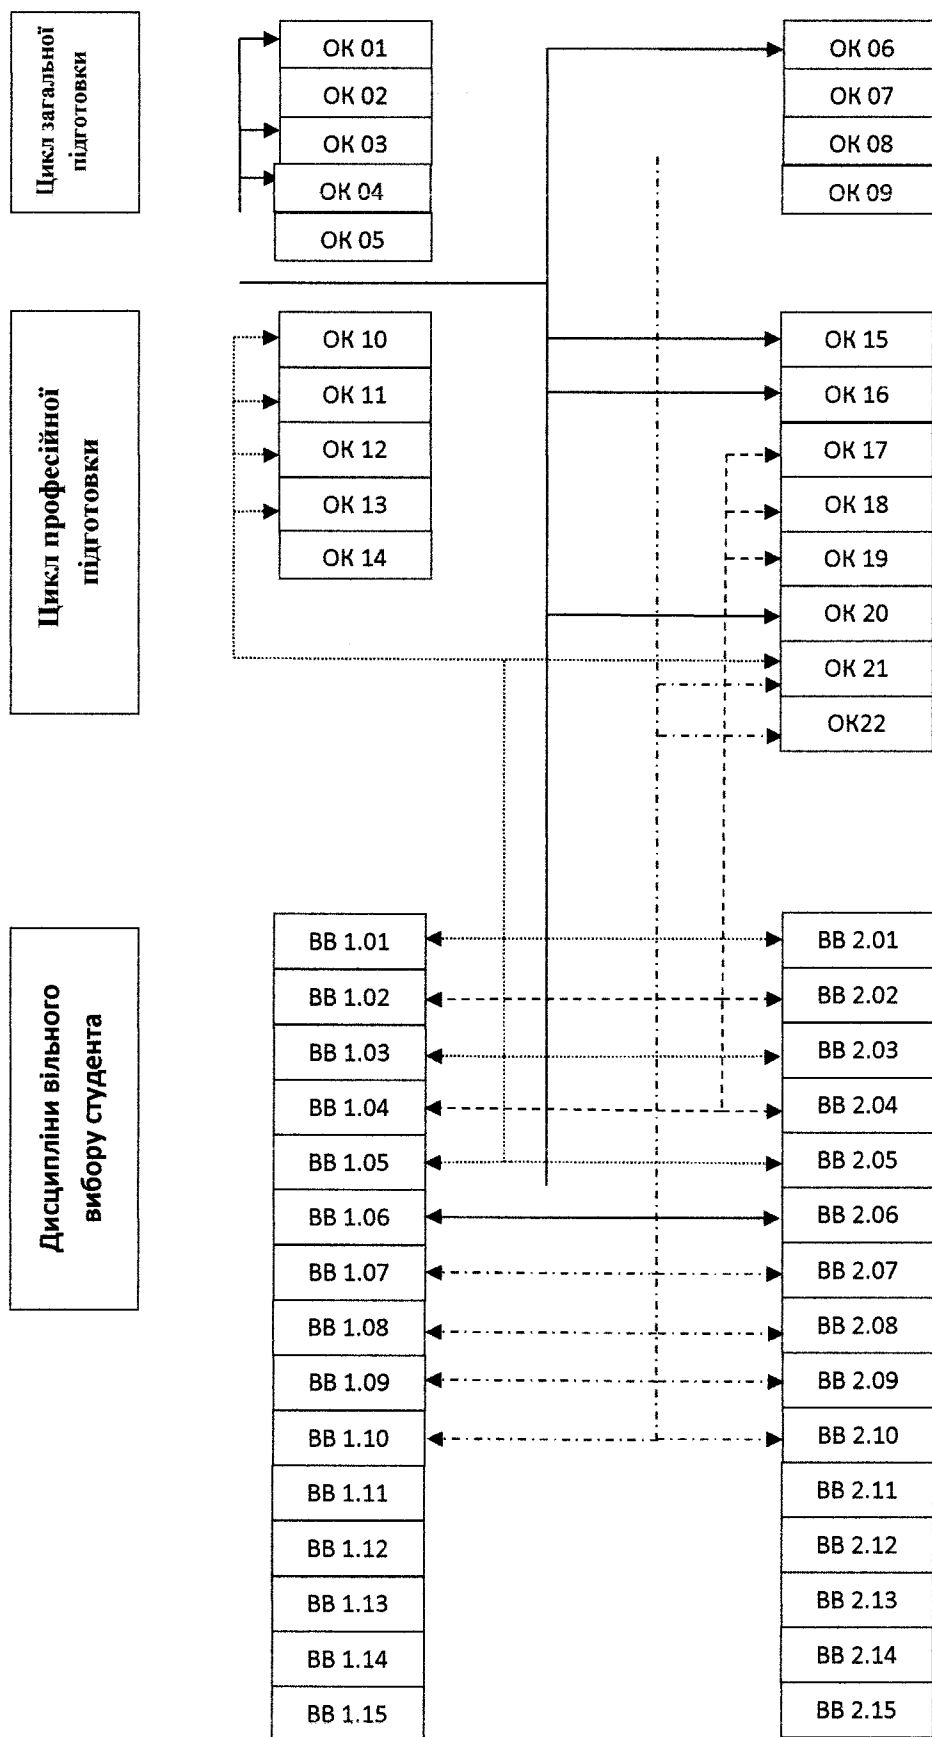 Цикл загальної
підготовки
ОК 01
ОК 02
ОК 03
ОК 04
ОК 05
ОК 06
ОК 07
ОК 08
ОК 09
Цикл професійної
підготовки
ОК 10
ОК 11
ОК 12
ОК 13
ОК 14
ОК 15
ОК 16
ОК 17
ОК 18
ОК 19
ОК 20
ОК 21
ОК22
Дисципліни вільного
вибору студента
ВВ 1.01
ВВ 1.02
ВВ 1.03
ВВ 1.04
ВВ 1.05
ВВ 1.06
ВВ 1.07
ВВ 1.08
ВВ 1.09
ВВ 1.10
ВВ 1.11
ВВ 1.12
ВВ 1.13
ВВ 1.14
ВВ 1.15
ВВ 2.01
ВВ 2.02
ВВ 2.03
ВВ 2.04
ВВ 2.05
ВВ 2.06
ВВ 2.07
ВВ 2.08
ВВ 2.09
ВВ 2.10
ВВ 2.11
ВВ 2.12
ВВ 2.13
ВВ 2.14
ВВ 2.15